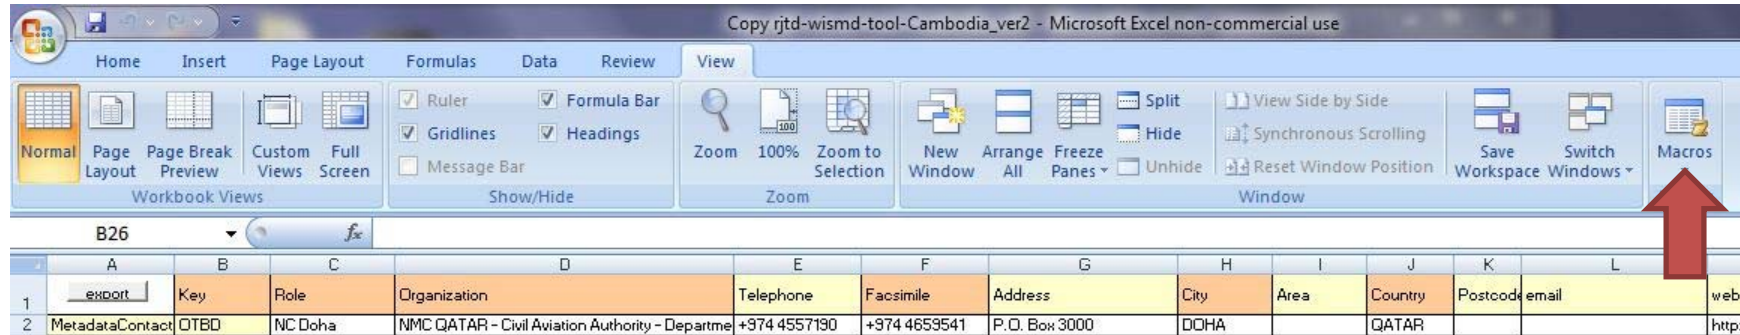 Copy rjtd-wismd-tool-Cambodia_ver2 - Microsoft Excel non-commercial use
Home Insert Page Layout Formulas Data Review View
Ruler Formula Bar Split View Side by Side
Gridlines Headings 100 Hide Synchronous Scrolling
Normal Page Layout Page Break Preview Custom Views Full Screen Message Bar Zoom 100% Zoom to Selection New Window Arrange All Freeze Panes Unhide Reset Window Position Save Workspace Switch Windows Macros
Workbook Views Show/Hide Zoom Window
B26 fx
A B C D E F G H I J K L
1 export Key Role Organization Telephone Facsimile Address City Area Country Postcode email web
2 MetadataContact OTBD NC Doha NMC QATAR - Civil Aviation Authority - Departme +974 4557190 +974 4659541 P.O. Box 3000 DOHA QATAR http: